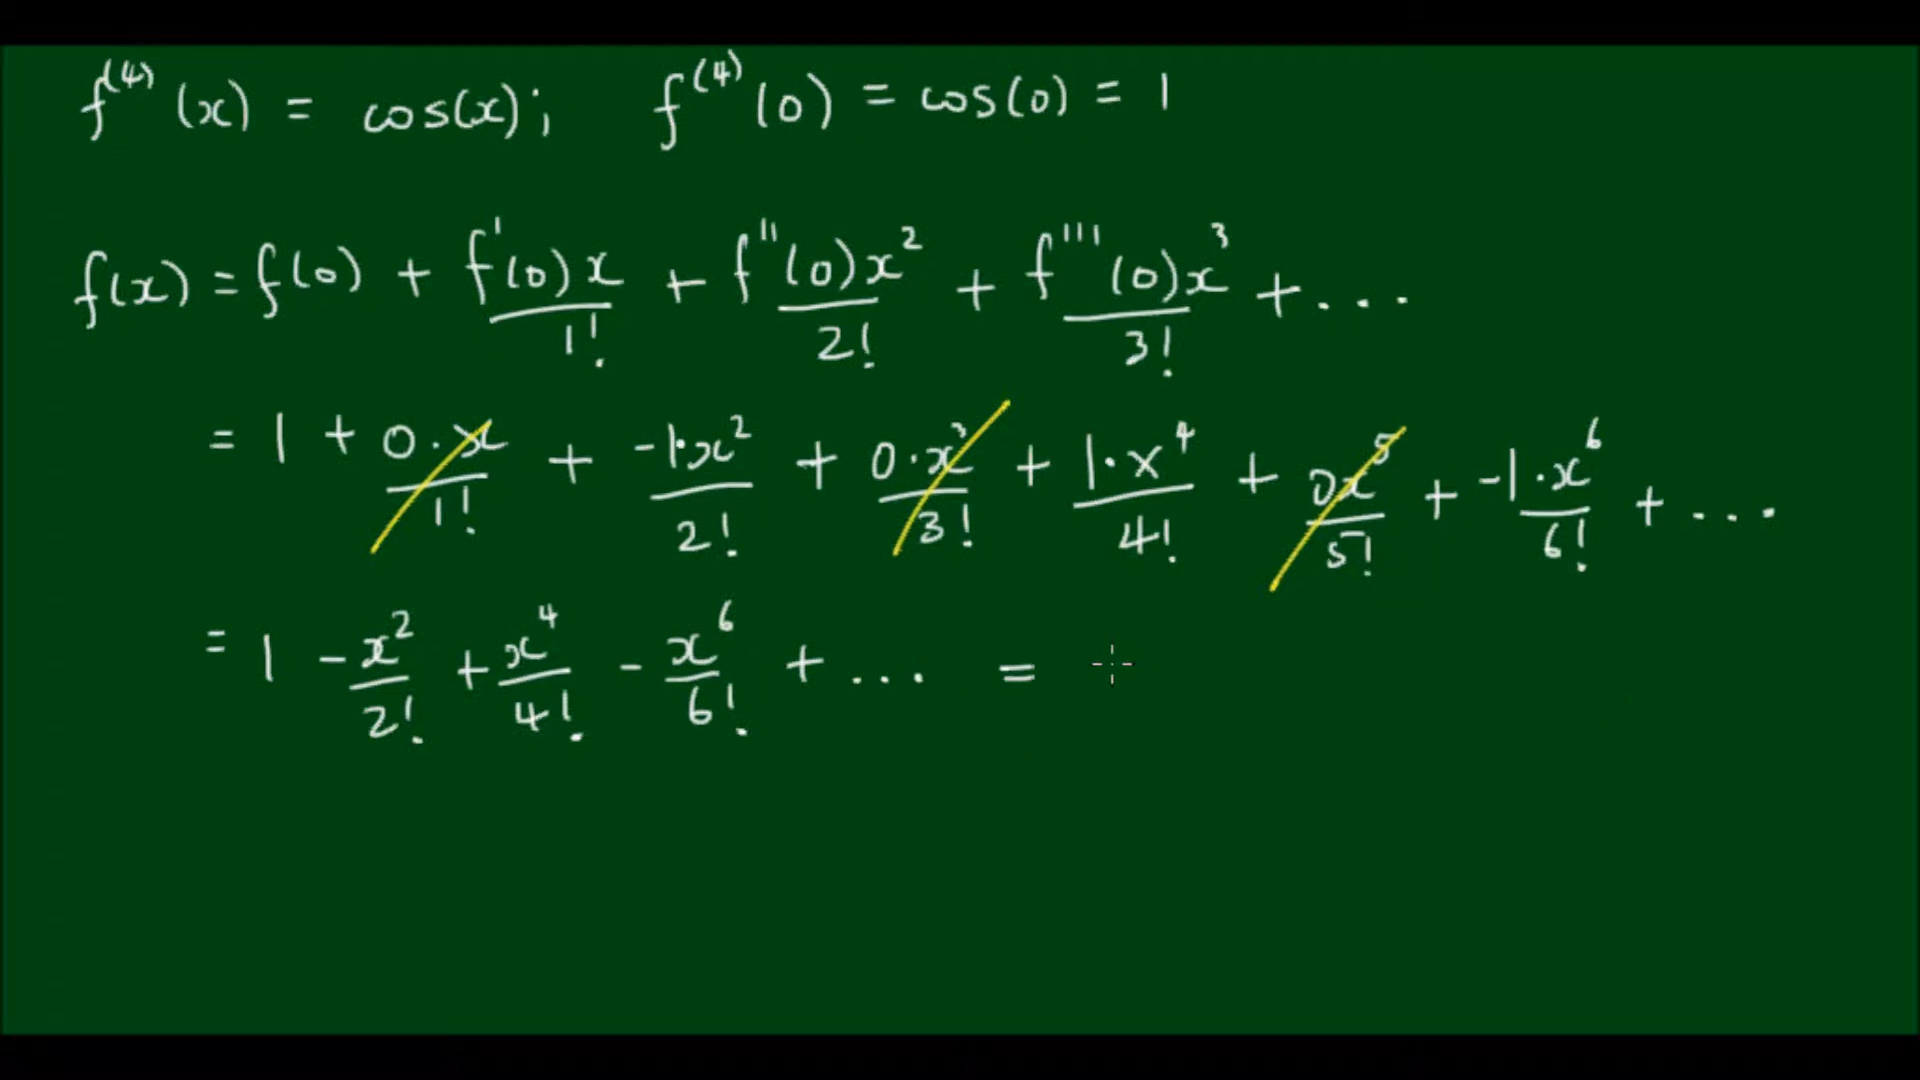 f⁽⁴⁾(x) = cos(x); f⁽⁴⁾(0) = cos(0) = 1
f(x) = f(0) + f'(0)x/1! + f''(0)x²/2! + f'''(0)x³/3! + ...
= 1 + 0·x/1! + -1·x²/2! + 0·x³/3! + 1·x⁴/4! + 0x⁵/5! + -1·x⁶/6! + ...
= 1 - x²/2! + x⁴/4! - x⁶/6! + ... =